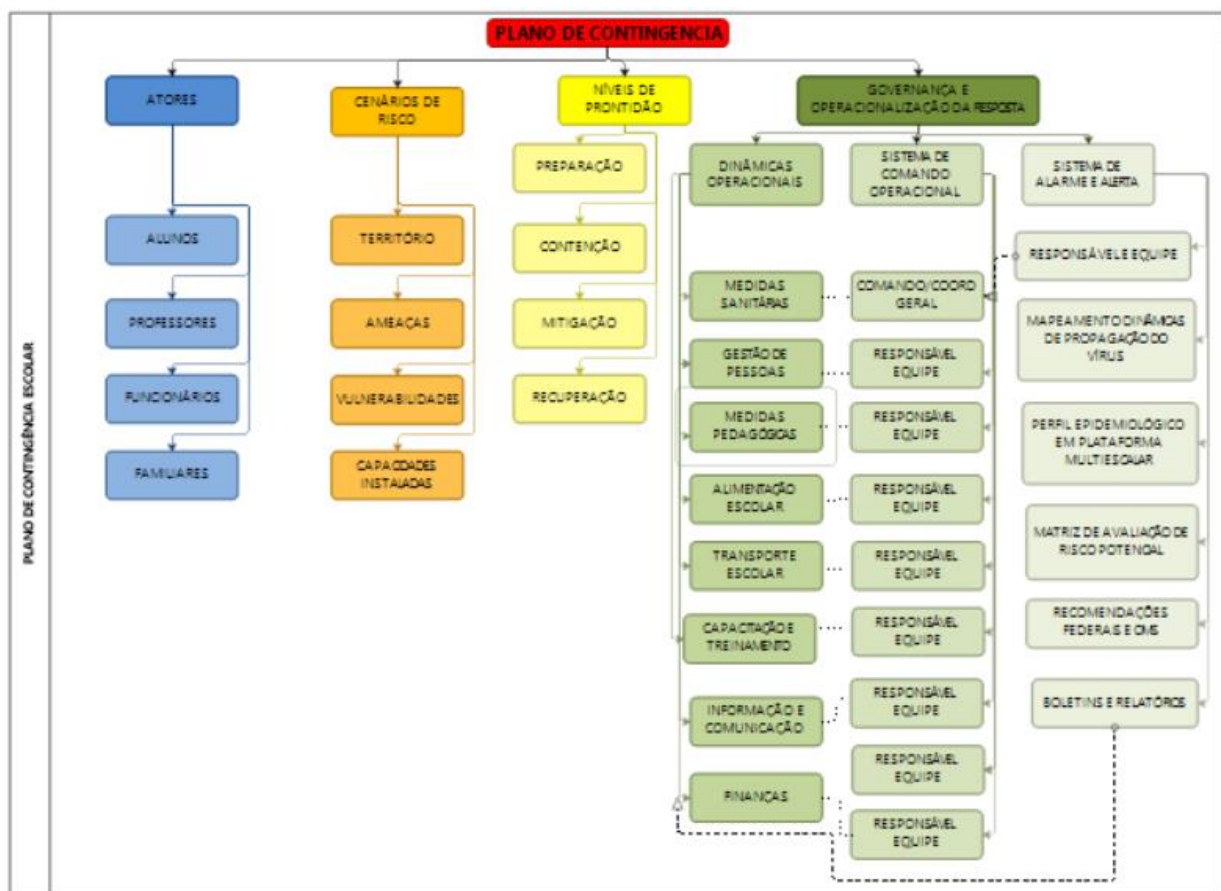 PLANO DE CONTINGÊNCIA ESCOLAR
PLANO DE CONTINGENCIA
ATORES
ALUNOS
PROFESSORES
FUNCIONÁRIOS
FAMILIARES
CENÁRIOS DE
RISCO
TERRITÓRIO
AMEAÇAS
VULNERABILIDADES
CAPACIDADES
INSTALADAS
NÍVEIS DE
PRONTIDÃO
PREPARAÇÃO
CONTENÇÃO
MITIGAÇÃO
RECUPERAÇÃO
GOVERNANÇA E
OPERACIONALIZAÇÃO DA RESPOSTA
DINÂMICAS
OPERACIONAIS
MEDIDAS
SANITÁRIAS
GESTÃO DE
PESSOAS
MEDIDAS
PEDAGÓGICAS
ALIMENTAÇÃO
ESCOLAR
TRANSPORTE
ESCOLAR
CAPACITAÇÃO E
TREINAMENTO
INFORMAÇÃO E
COMUNICAÇÃO
FINANÇAS
SISTEMA DE
COMANDO
OPERACIONAL
COMANDO/COORD
GERAL
RESPONSÁVEL
EQUIPE
RESPONSÁVEL
EQUIPE
RESPONSÁVEL
EQUIPE
RESPONSÁVEL
EQUIPE
RESPONSÁVEL
EQUIPE
RESPONSÁVEL
EQUIPE
RESPONSÁVEL
EQUIPE
RESPONSÁVEL
EQUIPE
SISTEMA DE
ALARME E ALERTA
RESPONSÁVEL E EQUIPE
MAPEAMENTO DINÂMICAS
DE PROPAGAÇÃO DO
VÍRUS
PERFIL EPIDEMIOLÓGICO
EM PLATAFORMA
MULTIESCALAR
MATRIZ DE AVALIAÇÃO DE
RISCO POTENCIAL
RECOMENDAÇÕES
FEDERAIS E OMS
BOLETINS E RELATÓRIOS